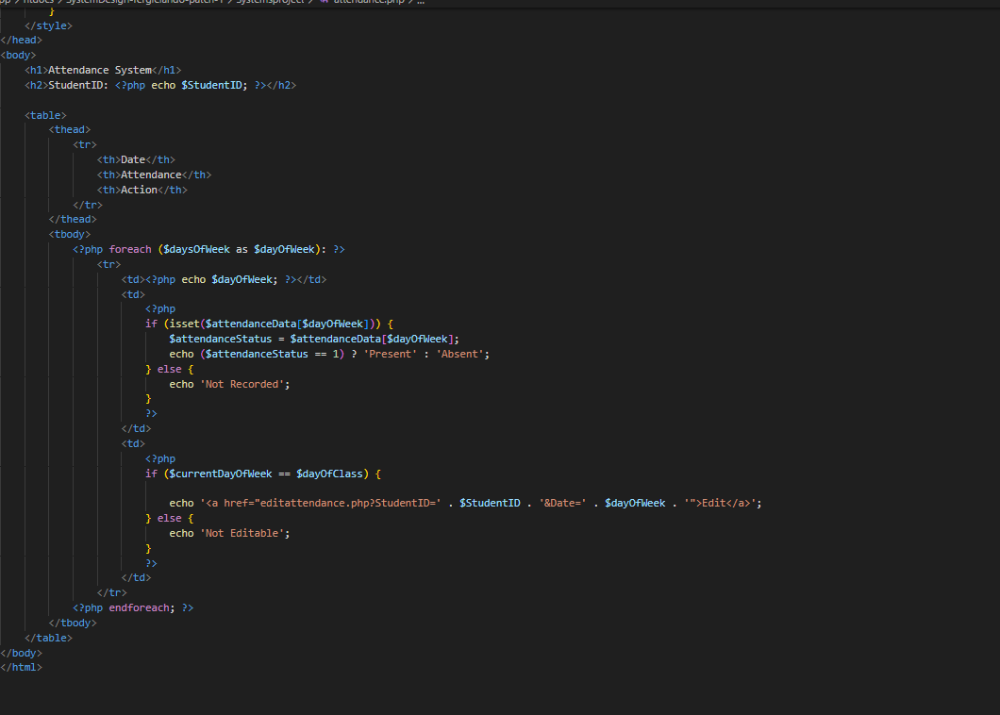 htdocs > SystemDesign-fergielando-patch-1 > Systemsproject > attendance.php > ...
        }
    </style>
</head>
<body>
    <h1>Attendance System</h1>
    <h2>StudentID: <?php echo $StudentID; ?></h2>
    <table>
        <thead>
            <tr>
                <th>Date</th>
                <th>Attendance</th>
                <th>Action</th>
            </tr>
        </thead>
        <tbody>
            <?php foreach ($daysOfWeek as $dayOfWeek): ?>
                <tr>
                    <td><?php echo $dayOfWeek; ?></td>
                    <td>
                        <?php
                        if (isset($attendanceData[$dayOfWeek])) {
                            $attendanceStatus = $attendanceData[$dayOfWeek];
                            echo ($attendanceStatus == 1) ? 'Present' : 'Absent';
                        } else {
                            echo 'Not Recorded';
                        }
                        ?>
                    </td>
                    <td>
                        <?php
                        if ($currentDayOfWeek == $dayOfClass) {
                            echo '<a href="editattendance.php?StudentID=' . $StudentID . '&Date=' . $dayOfWeek . '">Edit</a>';
                        } else {
                            echo 'Not Editable';
                        }
                        ?>
                    </td>
                </tr>
            <?php endforeach; ?>
        </tbody>
    </table>
</body>
</html>